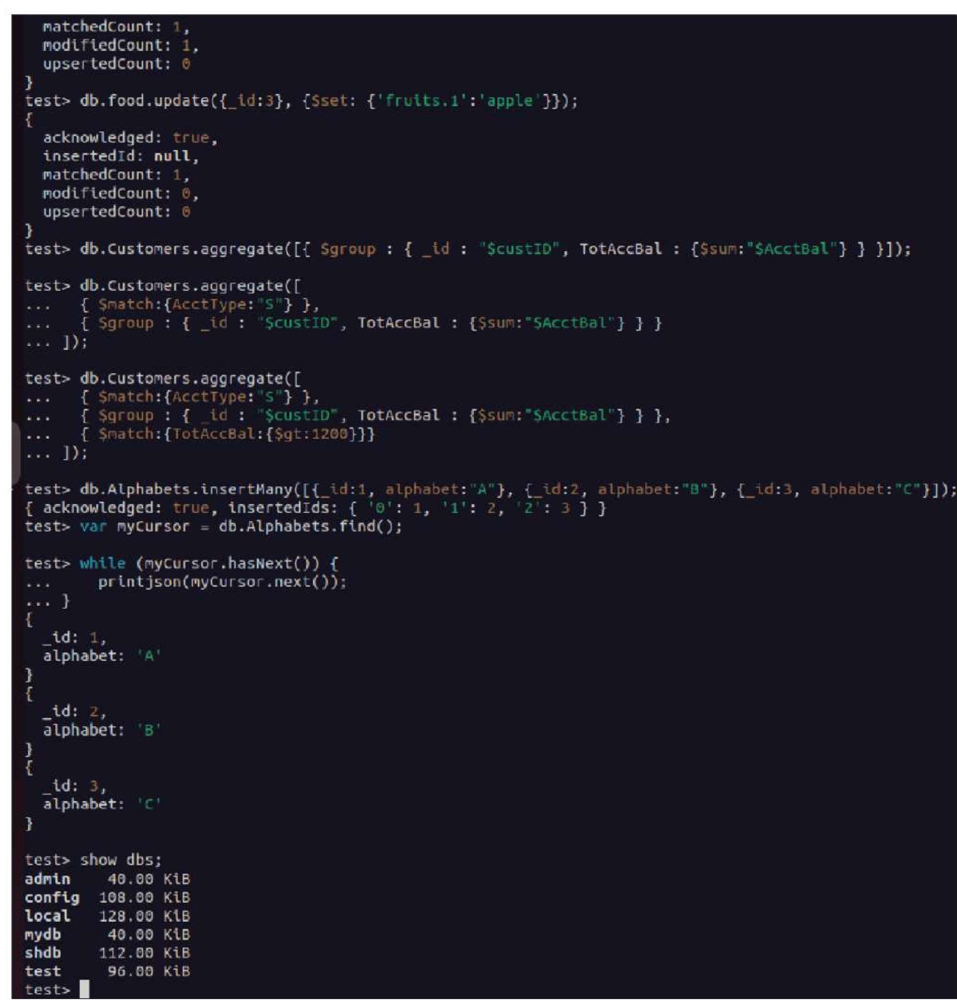 matchedCount: 1,
modifiedCount: 1,
upsertedCount: 0
}
test> db.food.update({_id:3}, {$set: {'fruits.1':'apple'}});
{
acknowledged: true,
insertedId: null,
matchedCount: 1,
modifiedCount: 0,
upsertedCount: 0
}
test> db.Customers.aggregate([{ $group : { _id : "$custID", TotAccBal : {$sum:"$AcctBal"} } }]);
test> db.Customers.aggregate([
... { $match:{AcctType:"S"} },
... { $group : { _id : "$custID", TotAccBal : {$sum:"$AcctBal"} } }
... ]);
test> db.Customers.aggregate([
... { $match:{AcctType:"S"} },
... { $group : { _id : "$custID", TotAccBal : {$sum:"$AcctBal"} } },
... { $match:{TotAccBal:{$gt:1200}}}
... ]);
test> db.Alphabets.insertMany([{_id:1, alphabet:"A"}, {_id:2, alphabet:"B"}, {_id:3, alphabet:"C"}]);
{ acknowledged: true, insertedIds: { '0': 1, '1': 2, '2': 3 } }
test> var myCursor = db.Alphabets.find();
test> while (myCursor.hasNext()) {
... printjson(myCursor.next());
... }
{
_id: 1,
alphabet: 'A'
}
{
_id: 2,
alphabet: 'B'
}
{
_id: 3,
alphabet: 'C'
}
test> show dbs;
admin 40.00 KiB
config 108.00 KiB
local 128.00 KiB
mydb 40.00 KiB
shdb 112.00 KiB
test 96.00 KiB
test>